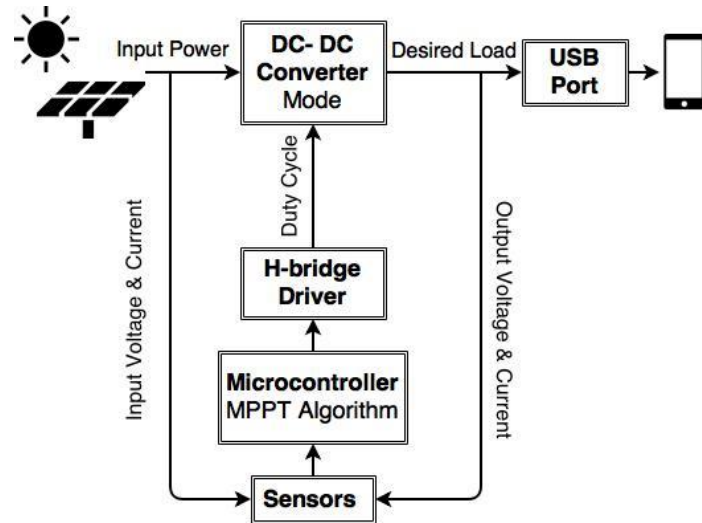 Input Power
DC- DC
Converter
Mode
Desired Load
USB
Port
Duty Cycle
Input Voltage & Current
Output Voltage & Current
H-bridge
Driver
Microcontroller
MPPT Algorithm
Sensors